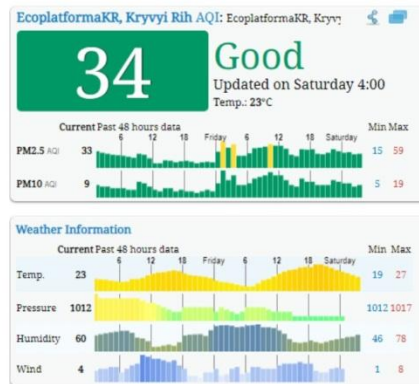 EcoplatformaKR, Kryvyi Rih AQI: EcoplatformaKR, Kryvy
34
Good
Updated on Saturday 4:00
Temp.: 23°C
Current Past 48 hours data Min Max
6 12 18 Friday 6 12 18 Saturday
PM2.5 AQI 33 15 59
PM10 AQI 9 5 19
Weather Information
Current Past 48 hours data Min Max
6 12 18 Friday 6 12 18 Saturday
Temp. 23 19 27
Pressure 1012 1012 1017
Humidity 60 46 78
Wind 4 1 8